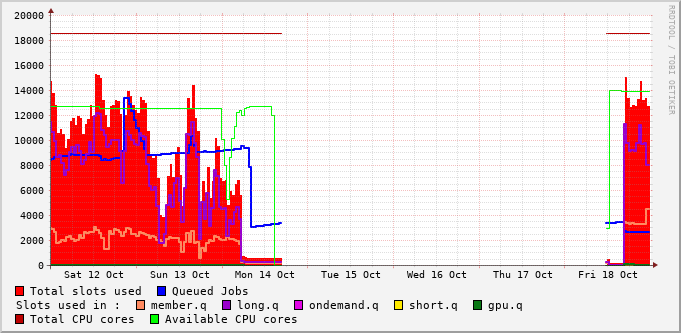 RRDTOOL / TOBI OETIKER
20000
18000
16000
14000
12000
10000
8000
6000
4000
2000
0
Sat 12 Oct Sun 13 Oct Mon 14 Oct Tue 15 Oct Wed 16 Oct Thu 17 Oct Fri 18 Oct
Total slots used Queued Jobs
Slots used in : member.q long.q ondemand.q short.q gpu.q
Total CPU cores Available CPU cores